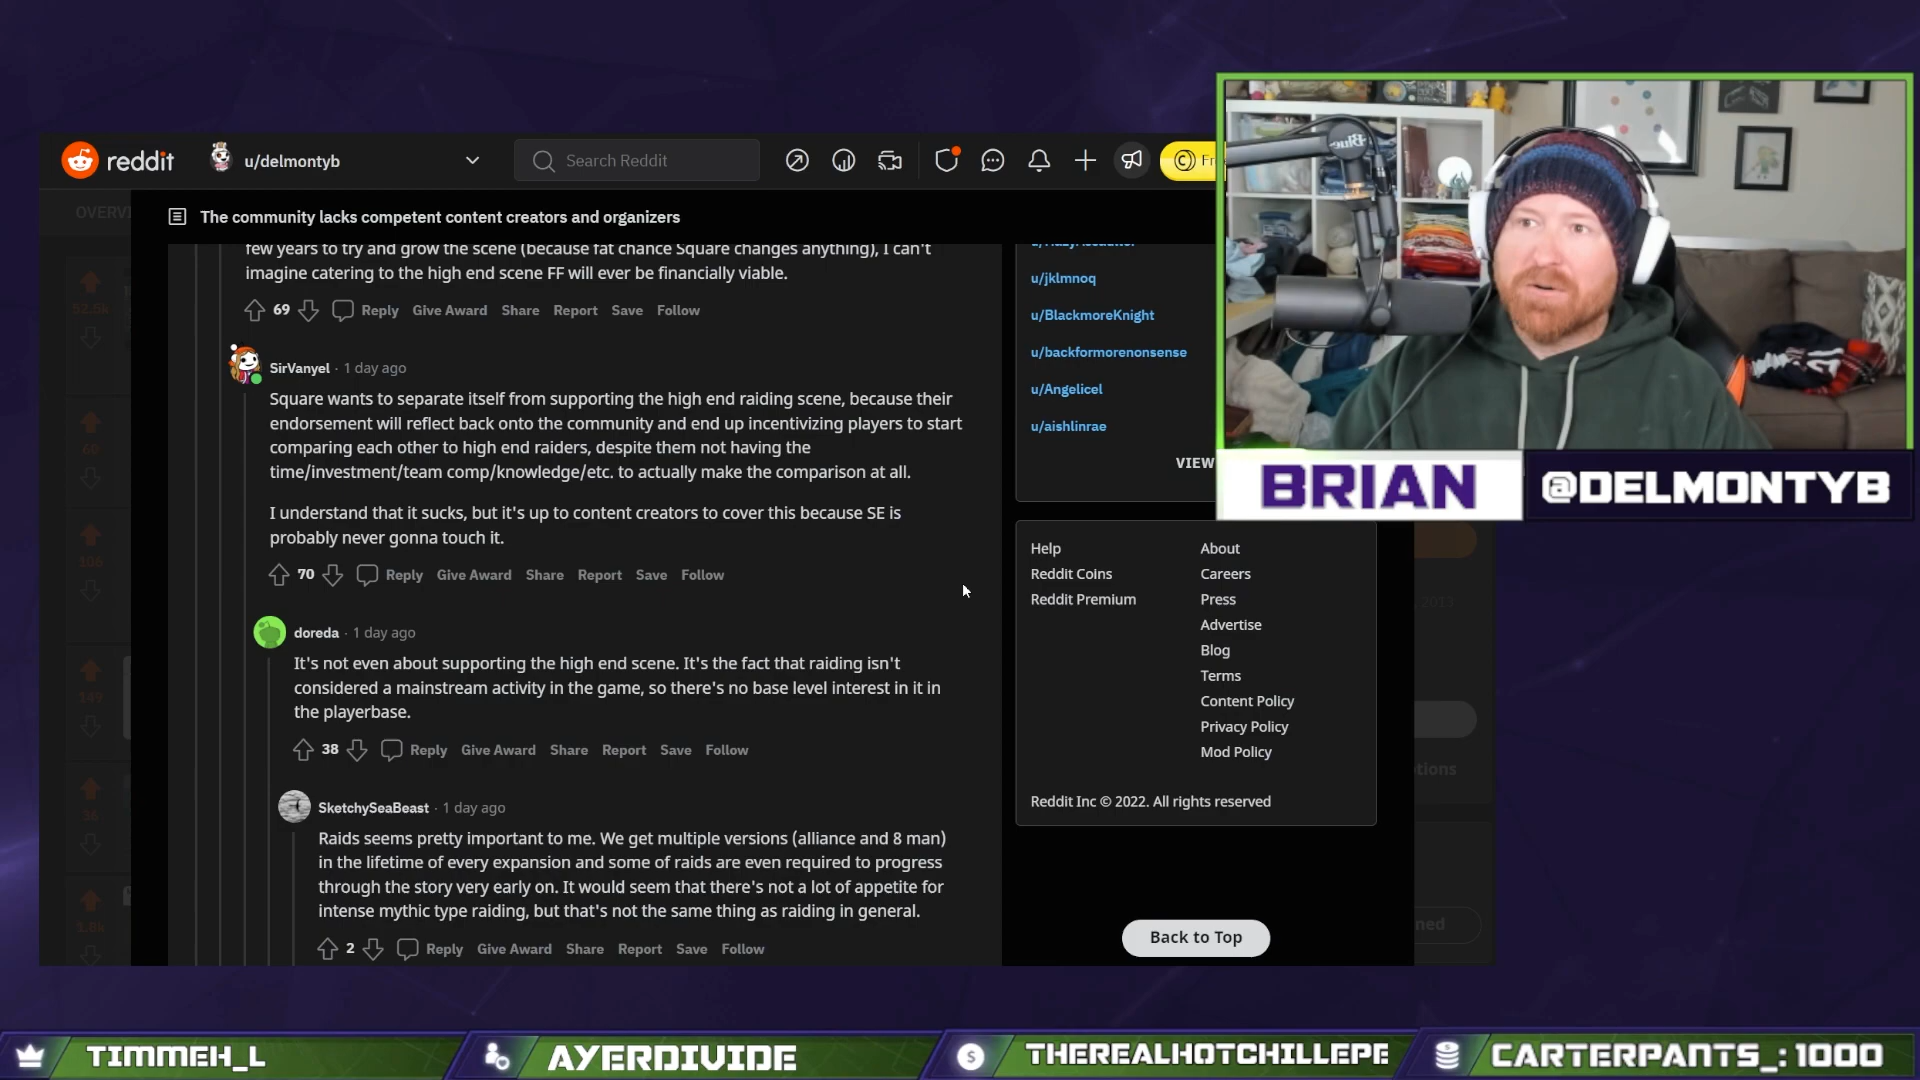 reddit
u/delmontyb
Search Reddit
The community lacks competent content creators and organizers
few years to try and grow the scene (because fat chance Square changes anything), I can't
imagine catering to the high end scene FF will ever be financially viable.
69 Reply Give Award Share Report Save Follow
SirVanyel · 1 day ago
Square wants to separate itself from supporting the high end raiding scene, because their
endorsement will reflect back onto the community and end up incentivizing players to start
comparing each other to high end raiders, despite them not having the
time/investment/team comp/knowledge/etc. to actually make the comparison at all.
I understand that it sucks, but it's up to content creators to cover this because SE is
probably never gonna touch it.
70 Reply Give Award Share Report Save Follow
doreda · 1 day ago
It's not even about supporting the high end scene. It's the fact that raiding isn't
considered a mainstream activity in the game, so there's no base level interest in it in
the playerbase.
38 Reply Give Award Share Report Save Follow
SketchySeaBeast · 1 day ago
Raids seems pretty important to me. We get multiple versions (alliance and 8 man)
in the lifetime of every expansion and some of raids are even required to progress
through the story very early on. It would seem that there's not a lot of appetite for
intense mythic type raiding, but that's not the same thing as raiding in general.
2 Reply Give Award Share Report Save Follow
u/jklmnoq
u/BlackmoreKnight
u/backformorenonsense
u/Angelicel
u/aishlinrae
VIEW
Help
About
Reddit Coins
Careers
Reddit Premium
Press
Advertise
Blog
Terms
Content Policy
Privacy Policy
Mod Policy
Reddit Inc © 2022. All rights reserved
Back to Top
BRIAN
@DELMONTYB
TIMMEH_L
AYERDIVIDE
THEREALHOTCHILLEPE
CARTERPANTS_: 1000